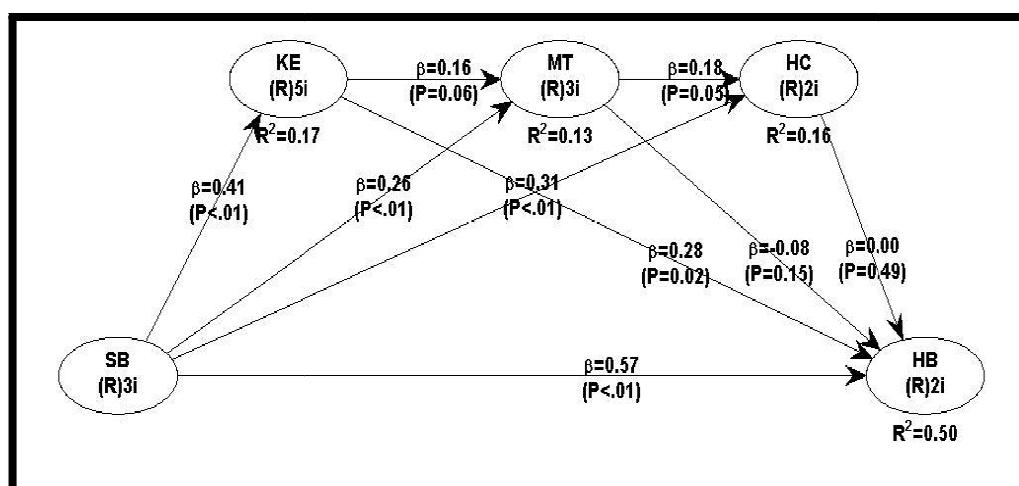 KE
(R)5i
R²=0.17
β=0.16
(P=0.06)
MT
(R)3i
R²=0.13
β=0.18
(P=0.05)
HC
(R)2i
R²=0.16
β=0.41
(P<.01)
β=0.26
(P<.01)
β=0.31
(P<.01)
β=0.28
(P=0.02)
β=-0.08
(P=0.15)
β=0.00
(P=0.49)
SB
(R)3i
β=0.57
(P<.01)
HB
(R)2i
R²=0.50